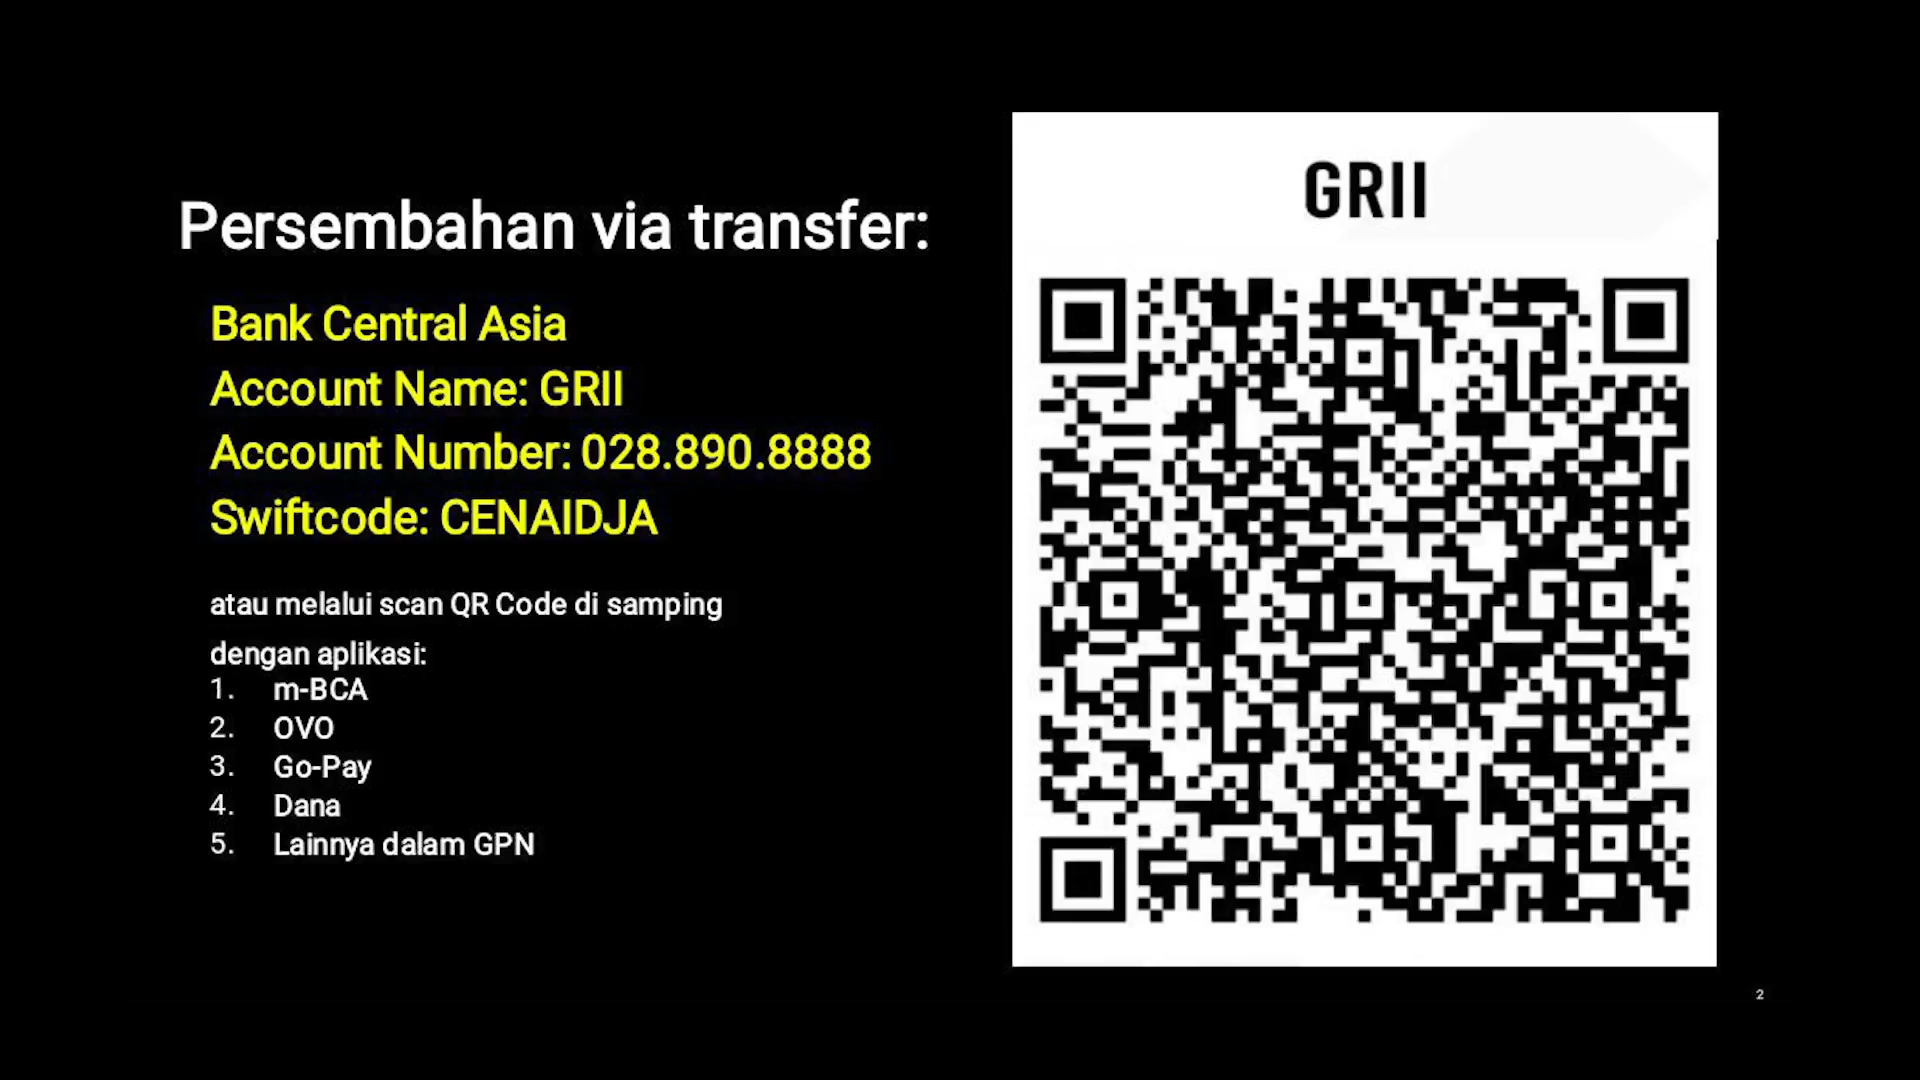 Persembahan via transfer:
Bank Central Asia
Account Name: GRII
Account Number: 028.890.8888
Swiftcode: CENAIDJA
atau melalui scan QR Code di samping
dengan aplikasi:
1. m-BCA
2. OVO
3. Go-Pay
4. Dana
5. Lainnya dalam GPN
GRII
2